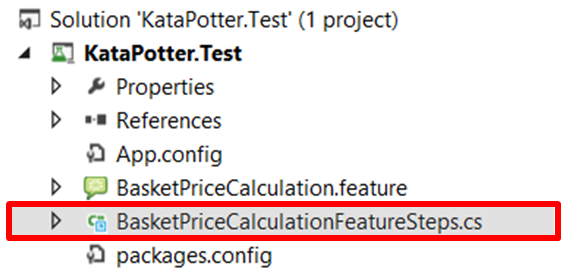 Solution 'KataPotter.Test' (1 project)
KataPotter.Test
Properties
References
App.config
BasketPriceCalculation.feature
BasketPriceCalculationFeatureSteps.cs
packages.config